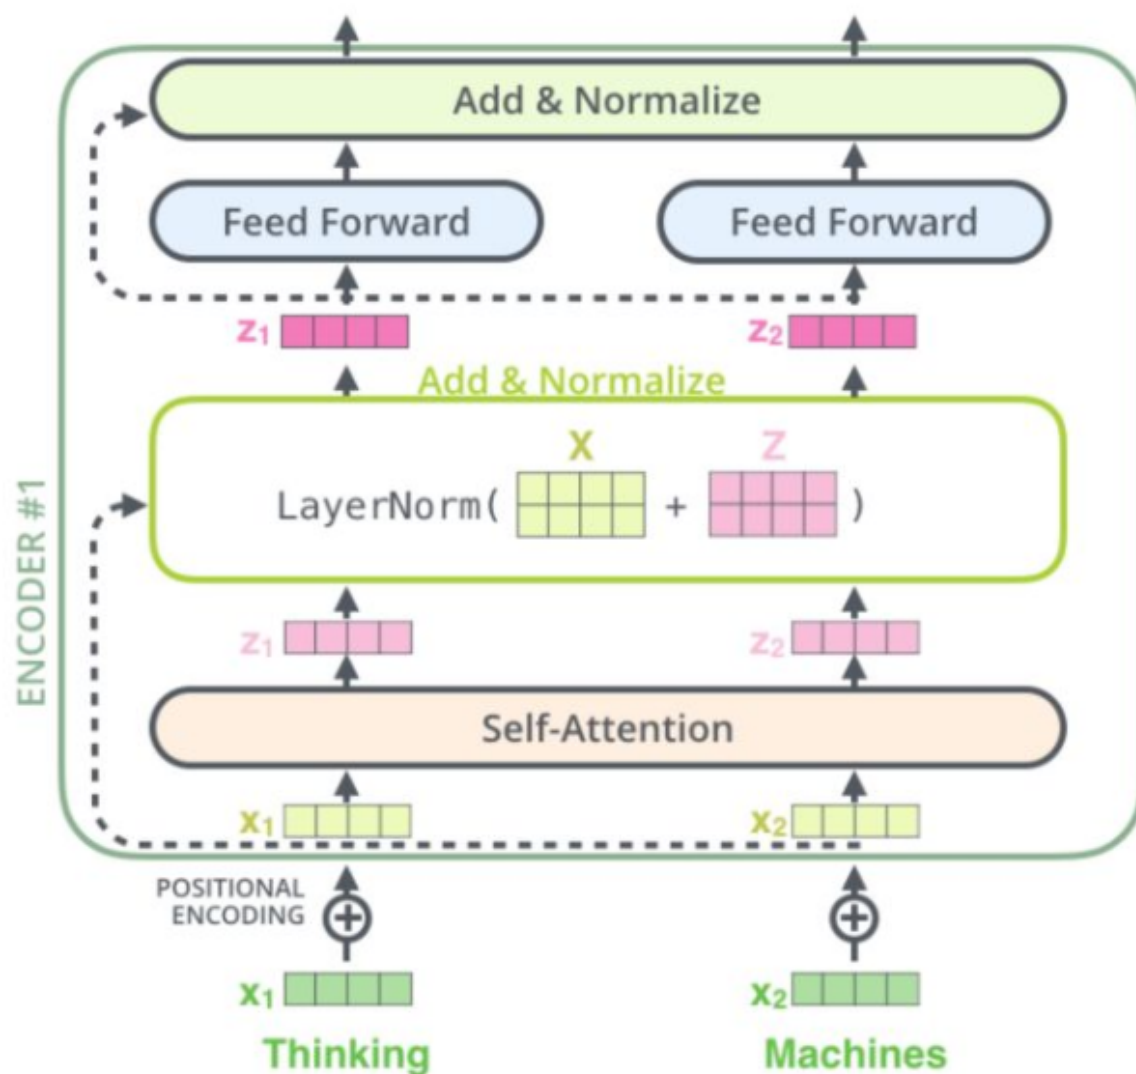 Add & Normalize
Feed Forward Feed Forward
z1 z2
Add & Normalize
X Z
LayerNorm( + )
z1 z2
Self-Attention
x1 x2
POSITIONAL
ENCODING
x1 x2
Thinking Machines
ENCODER #1